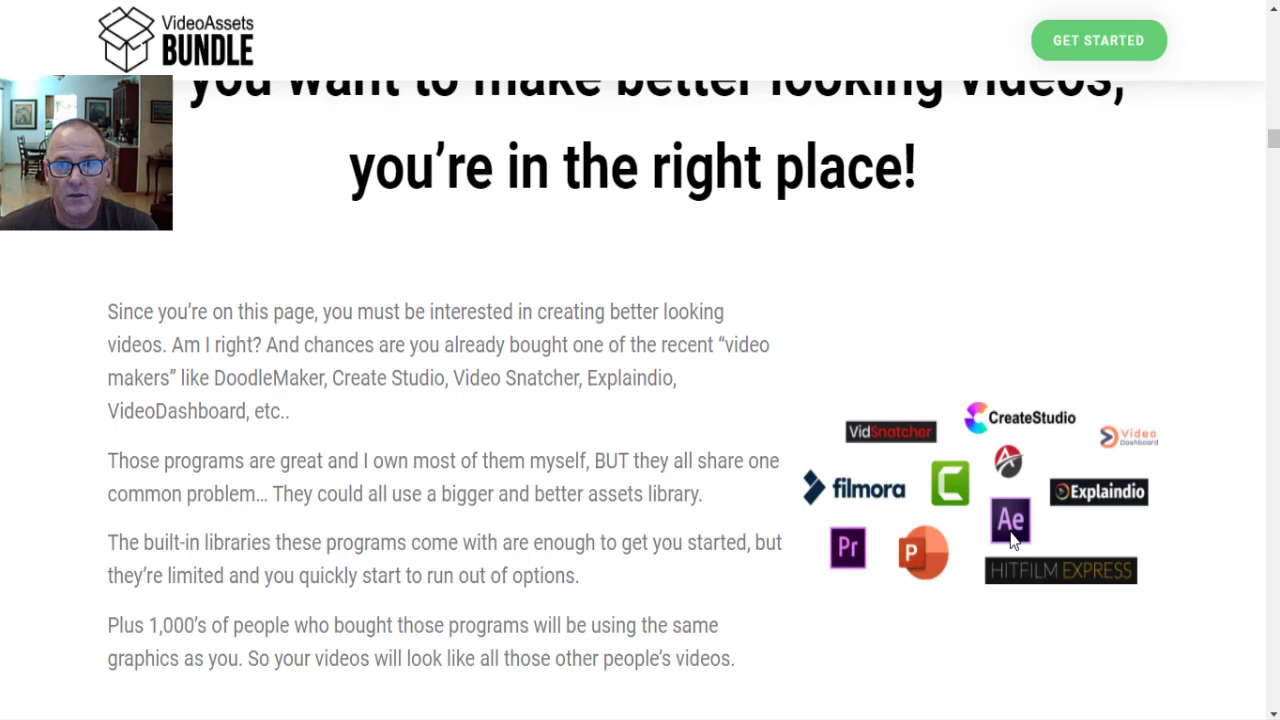 VideoAssets
BUNDLE
GET STARTED
you want to make better looking videos,
you're in the right place!
Since you're on this page, you must be interested in creating better looking
videos. Am I right? And chances are you already bought one of the recent “video
makers” like DoodleMaker, Create Studio, Video Snatcher, Explaindio,
VideoDashboard, etc..
Those programs are great and I own most of them myself, BUT they all share one
common problem… They could all use a bigger and better assets library.
The built-in libraries these programs come with are enough to get you started, but
they're limited and you quickly start to run out of options.
Plus 1,000's of people who bought those programs will be using the same
graphics as you. So your videos will look like all those other people's videos.
CreateStudio
VidSnatcher
Video
Dashboard
filmora
C
Explaindio
Ae
Pr
P
HITFILM EXPRESS